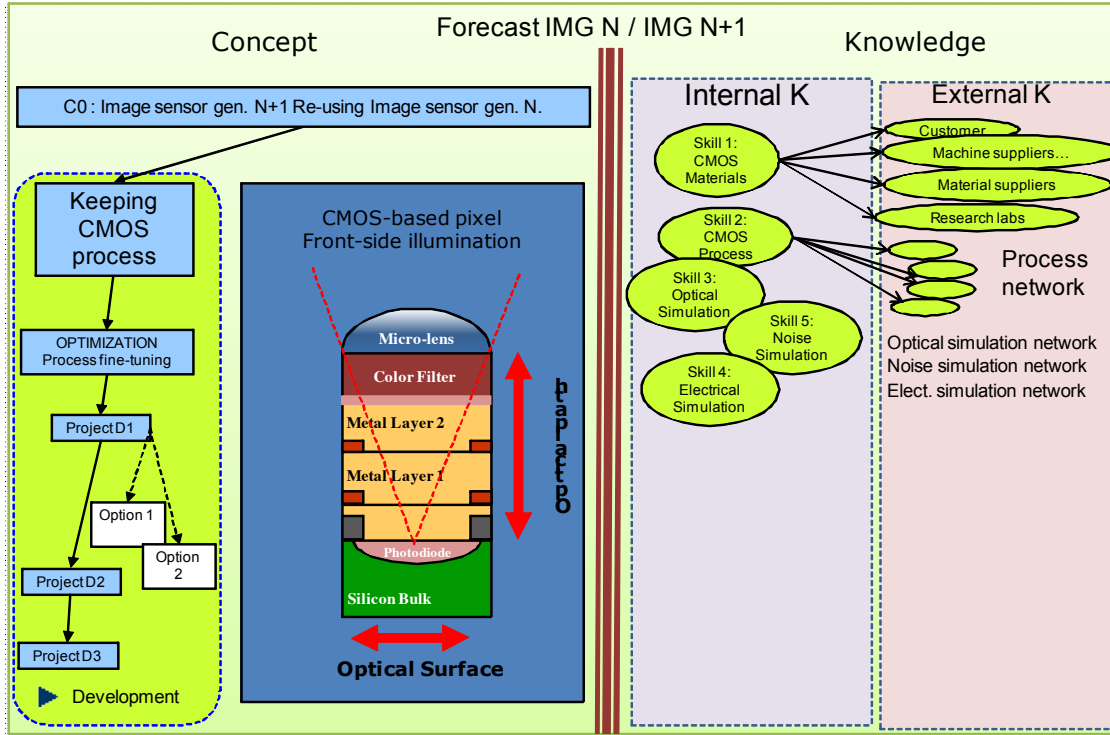 Forecast IMG N / IMG N+1
Concept
C0 : Image sensor gen. N+1 Re-using Image sensor gen. N.
Keeping
CMOS
process
OPTIMIZATION
Process fine-tuning
Project D1
Option 1
Option
2
Project D2
Project D3
Development
CMOS-based pixel
Front-side illumination
Micro-lens
Color Filter
Metal Layer 2
Metal Layer 1
Photodiode
Silicon Bulk
Optical path
Optical Surface
Knowledge
Internal K
Skill 1:
CMOS
Materials
Skill 2:
CMOS
Process
Skill 3:
Optical
Simulation
Skill 5:
Noise
Simulation
Skill 4:
Electrical
Simulation
External K
Customer
Machine suppliers…
Material suppliers
Research labs
Process
network
Optical simulation network
Noise simulation network
Elect. simulation network